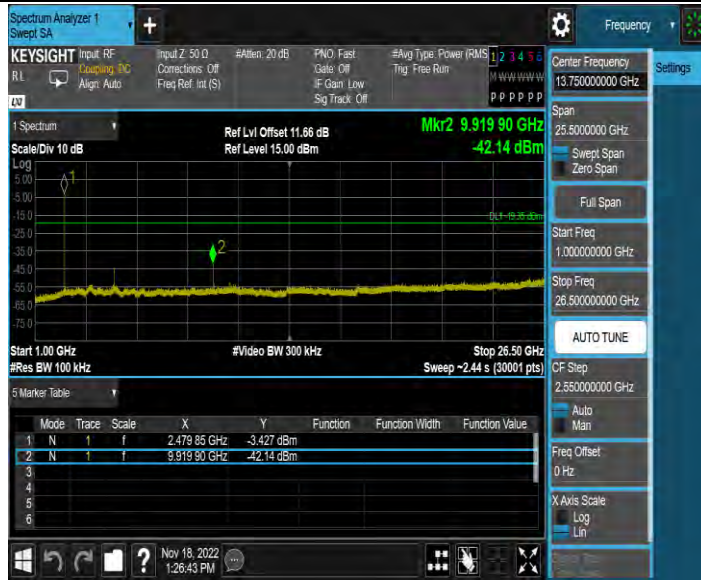 Spectrum Analyzer 1
Swept SA
+
Frequency
KEYSIGHT
RL
LXI
Input: RF
Coupling: DC
Align: Auto
Input Z: 50 Ω
Corrections: Off
Freq Ref: Int (S)
#Atten: 20 dB
PNO: Fast
Gate: Off
IF Gain: Low
Sig Track: Off
#Avg Type: Power (RMS
Trig: Free Run
1 2 3 4 5 6
M W W W W W
P P P P P P
Center Frequency
13.750000000 GHz
Settings
Span
25.5000000 GHz
Swept Span
Zero Span
Full Span
Start Freq
1.000000000 GHz
Stop Freq
26.500000000 GHz
AUTO TUNE
CF Step
2.550000000 GHz
Auto
Man
Freq Offset
0 Hz
X Axis Scale
Log
Lin
1 Spectrum
Scale/Div 10 dB
Ref Lvl Offset 11.66 dB
Ref Level 15.00 dBm
Mkr2 9.919 90 GHz
-42.14 dBm
Log
5.00
-5.00
-15.0
-25.0
-35.0
-45.0
-55.0
-65.0
-75.0
1
2
DL1 -19.35 dBm
Start 1.00 GHz
#Video BW 300 kHz
Stop 26.50 GHz
#Res BW 100 kHz
Sweep ~2.44 s (30001 pts)
5 Marker Table
Mode Trace Scale X Y Function Function Width Function Value
1 N 1 f 2.479 85 GHz -3.427 dBm
2 N 1 f 9.919 90 GHz -42.14 dBm
3
4
5
6
?
Nov 18, 2022
1:26:43 PM